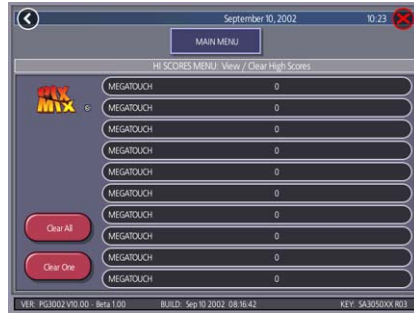 September 10, 2002 10:23
MAIN MENU
HI SCORES MENU: View / Clear High Scores
PIX
MIX
MEGATOUCH 0
MEGATOUCH 0
MEGATOUCH 0
MEGATOUCH 0
MEGATOUCH 0
MEGATOUCH 0
MEGATOUCH 0
MEGATOUCH 0
MEGATOUCH 0
MEGATOUCH 0
Clear All
Clear One
VER: PG3002 V10.00 - Beta 1.00 BUILD: Sep 10 2002 08:16:42 KEY: SA3050XX R03